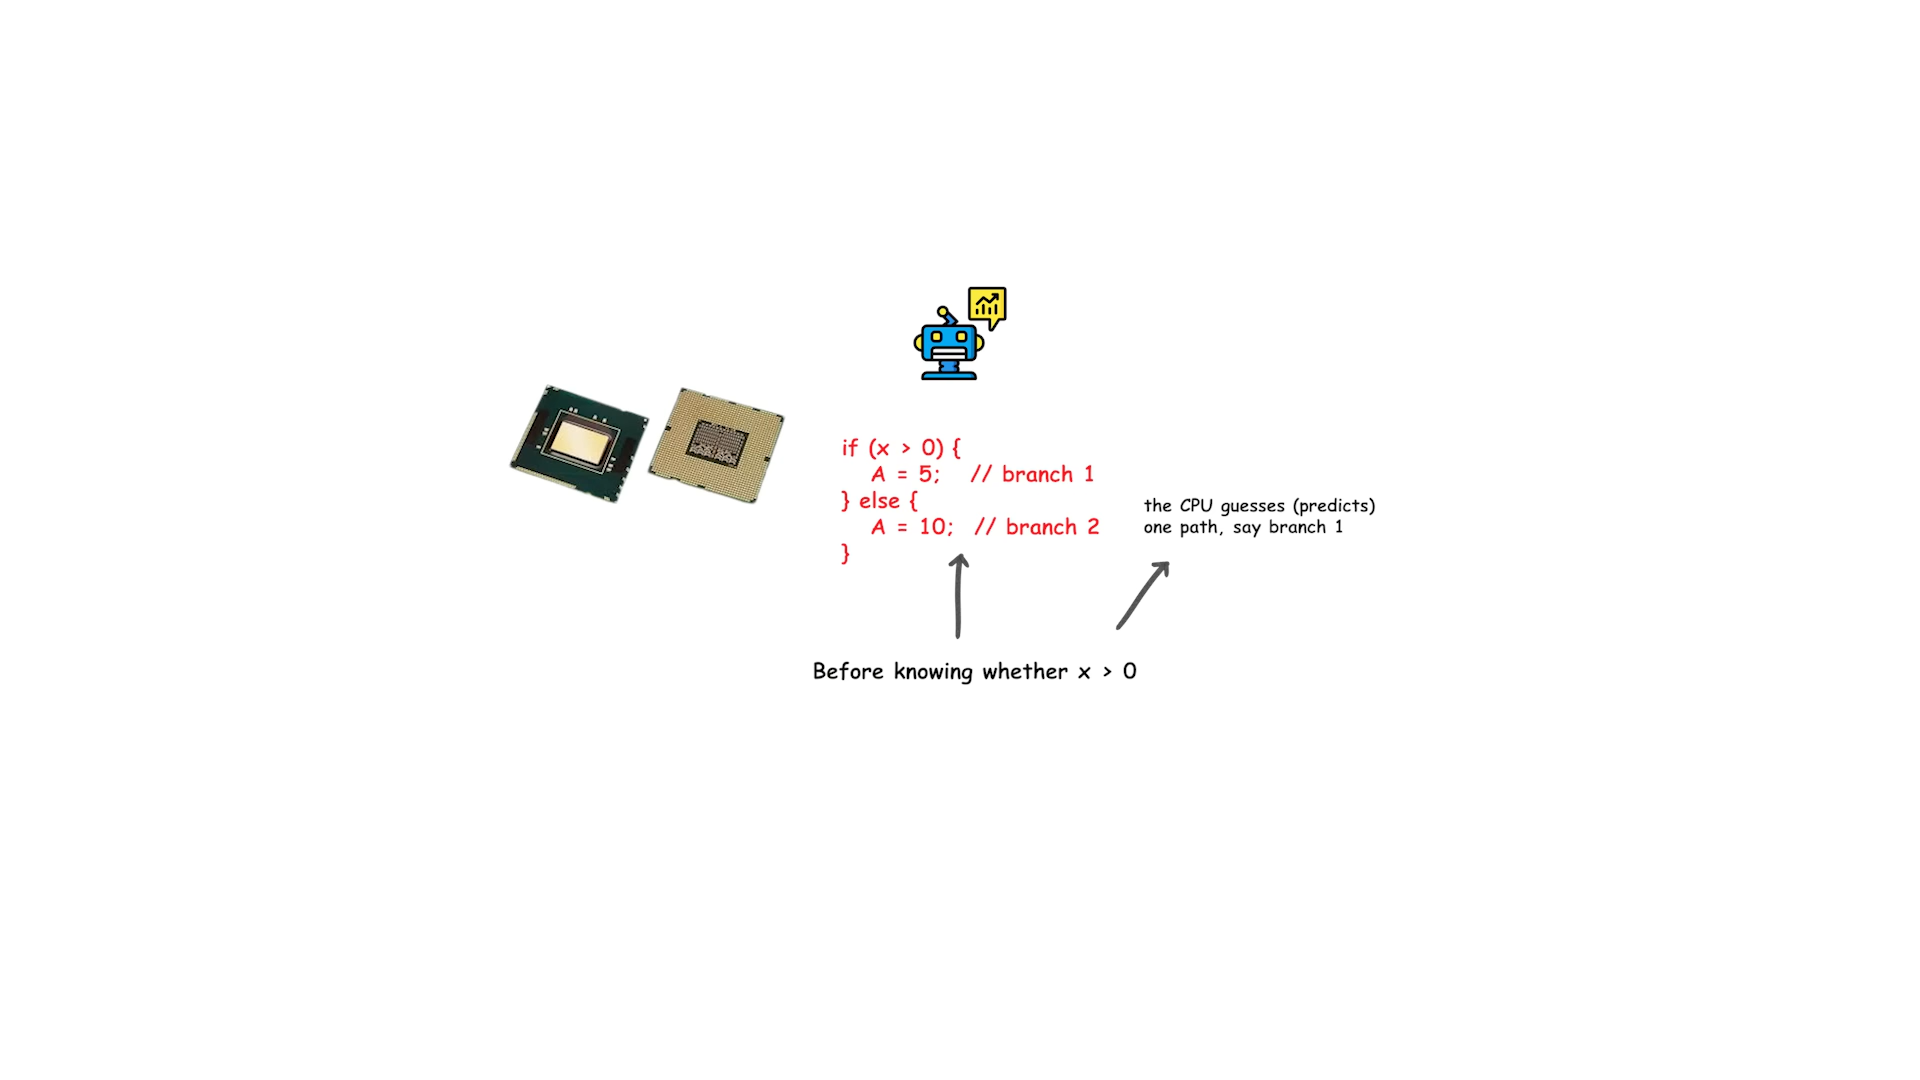 if (x > 0) {
A = 5; // branch 1
} else {
A = 10; // branch 2
}
the CPU guesses (predicts)
one path, say branch 1
Before knowing whether x > 0